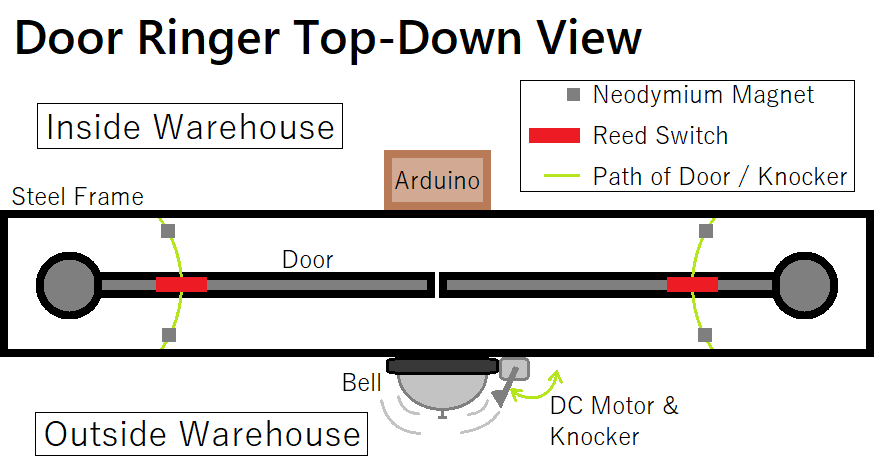 Door Ringer Top-Down View
Inside Warehouse
Neodymium Magnet
Reed Switch
Path of Door / Knocker
Arduino
Steel Frame
Door
Bell
DC Motor &
Knocker
Outside Warehouse